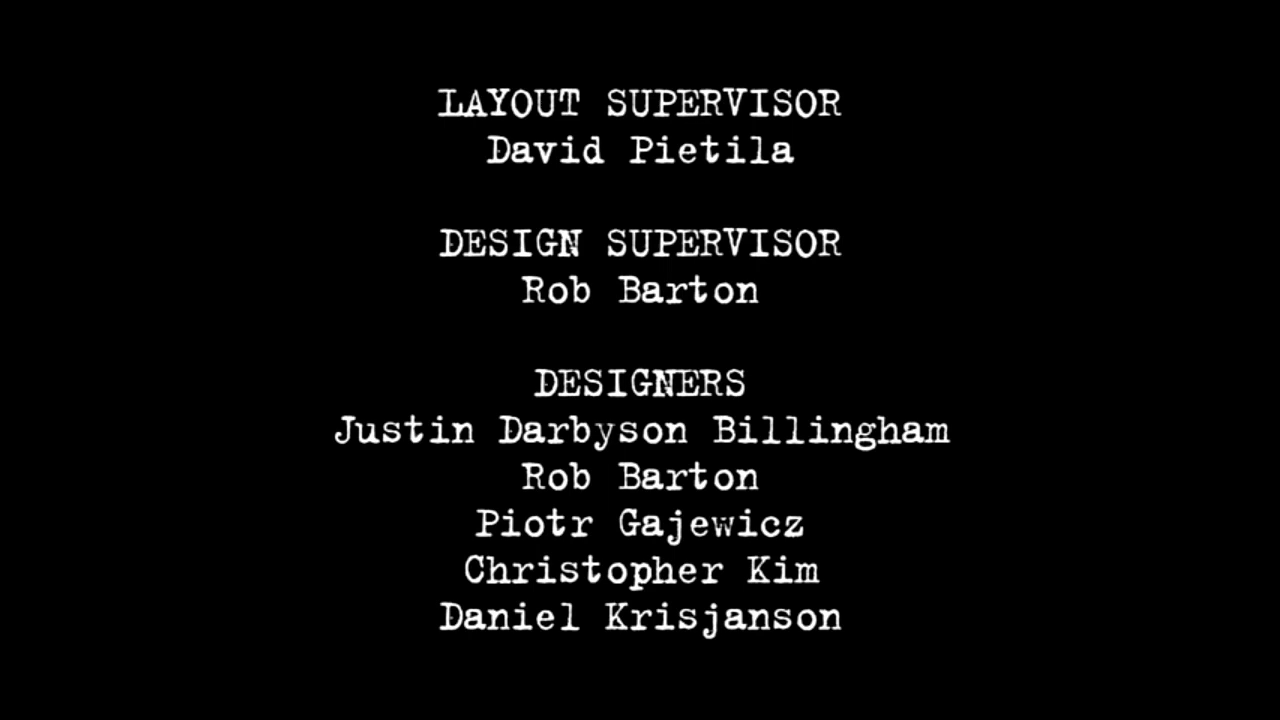 LAYOUT SUPERVISOR
David Pietila
DESIGN SUPERVISOR
Rob Barton
DESIGNERS
Justin Darbyson Billingham
Rob Barton
Piotr Gajewicz
Christopher Kim
Daniel Krisjanson